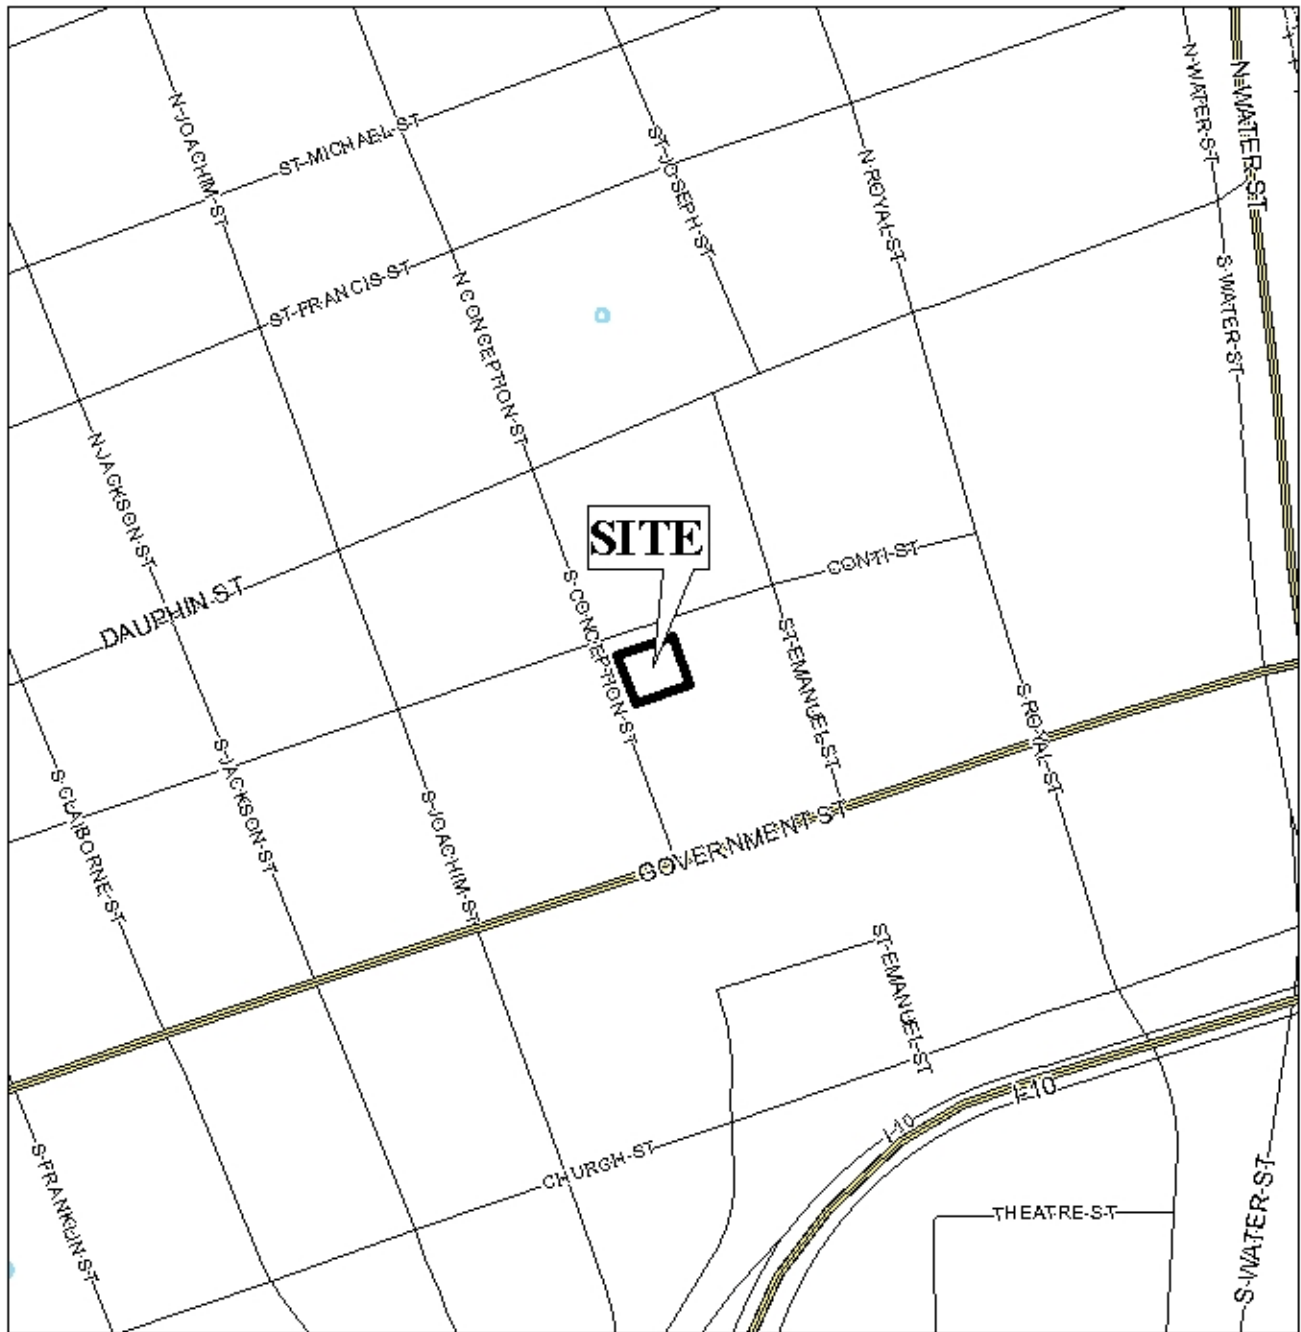 N WATER ST
N WATER ST
N JOACHIM ST
ST MICHAEL ST
ST JOSEPH ST
N ROYAL ST
ST FRANCIS ST
N CONCEPTION ST
S WATER ST
N JACKSON ST
SITE
CONTI ST
DAUPHIN ST
S CONCEPTION ST
ST EMANUEL ST
S ROYAL ST
S CLAIBORNE ST
S JACKSON ST
S JOACHIM ST
GOVERNMENT ST
ST EMANUEL ST
I-10
I-10
CHURCH ST
S FRANKLIN ST
THEATRE ST
S WATER ST